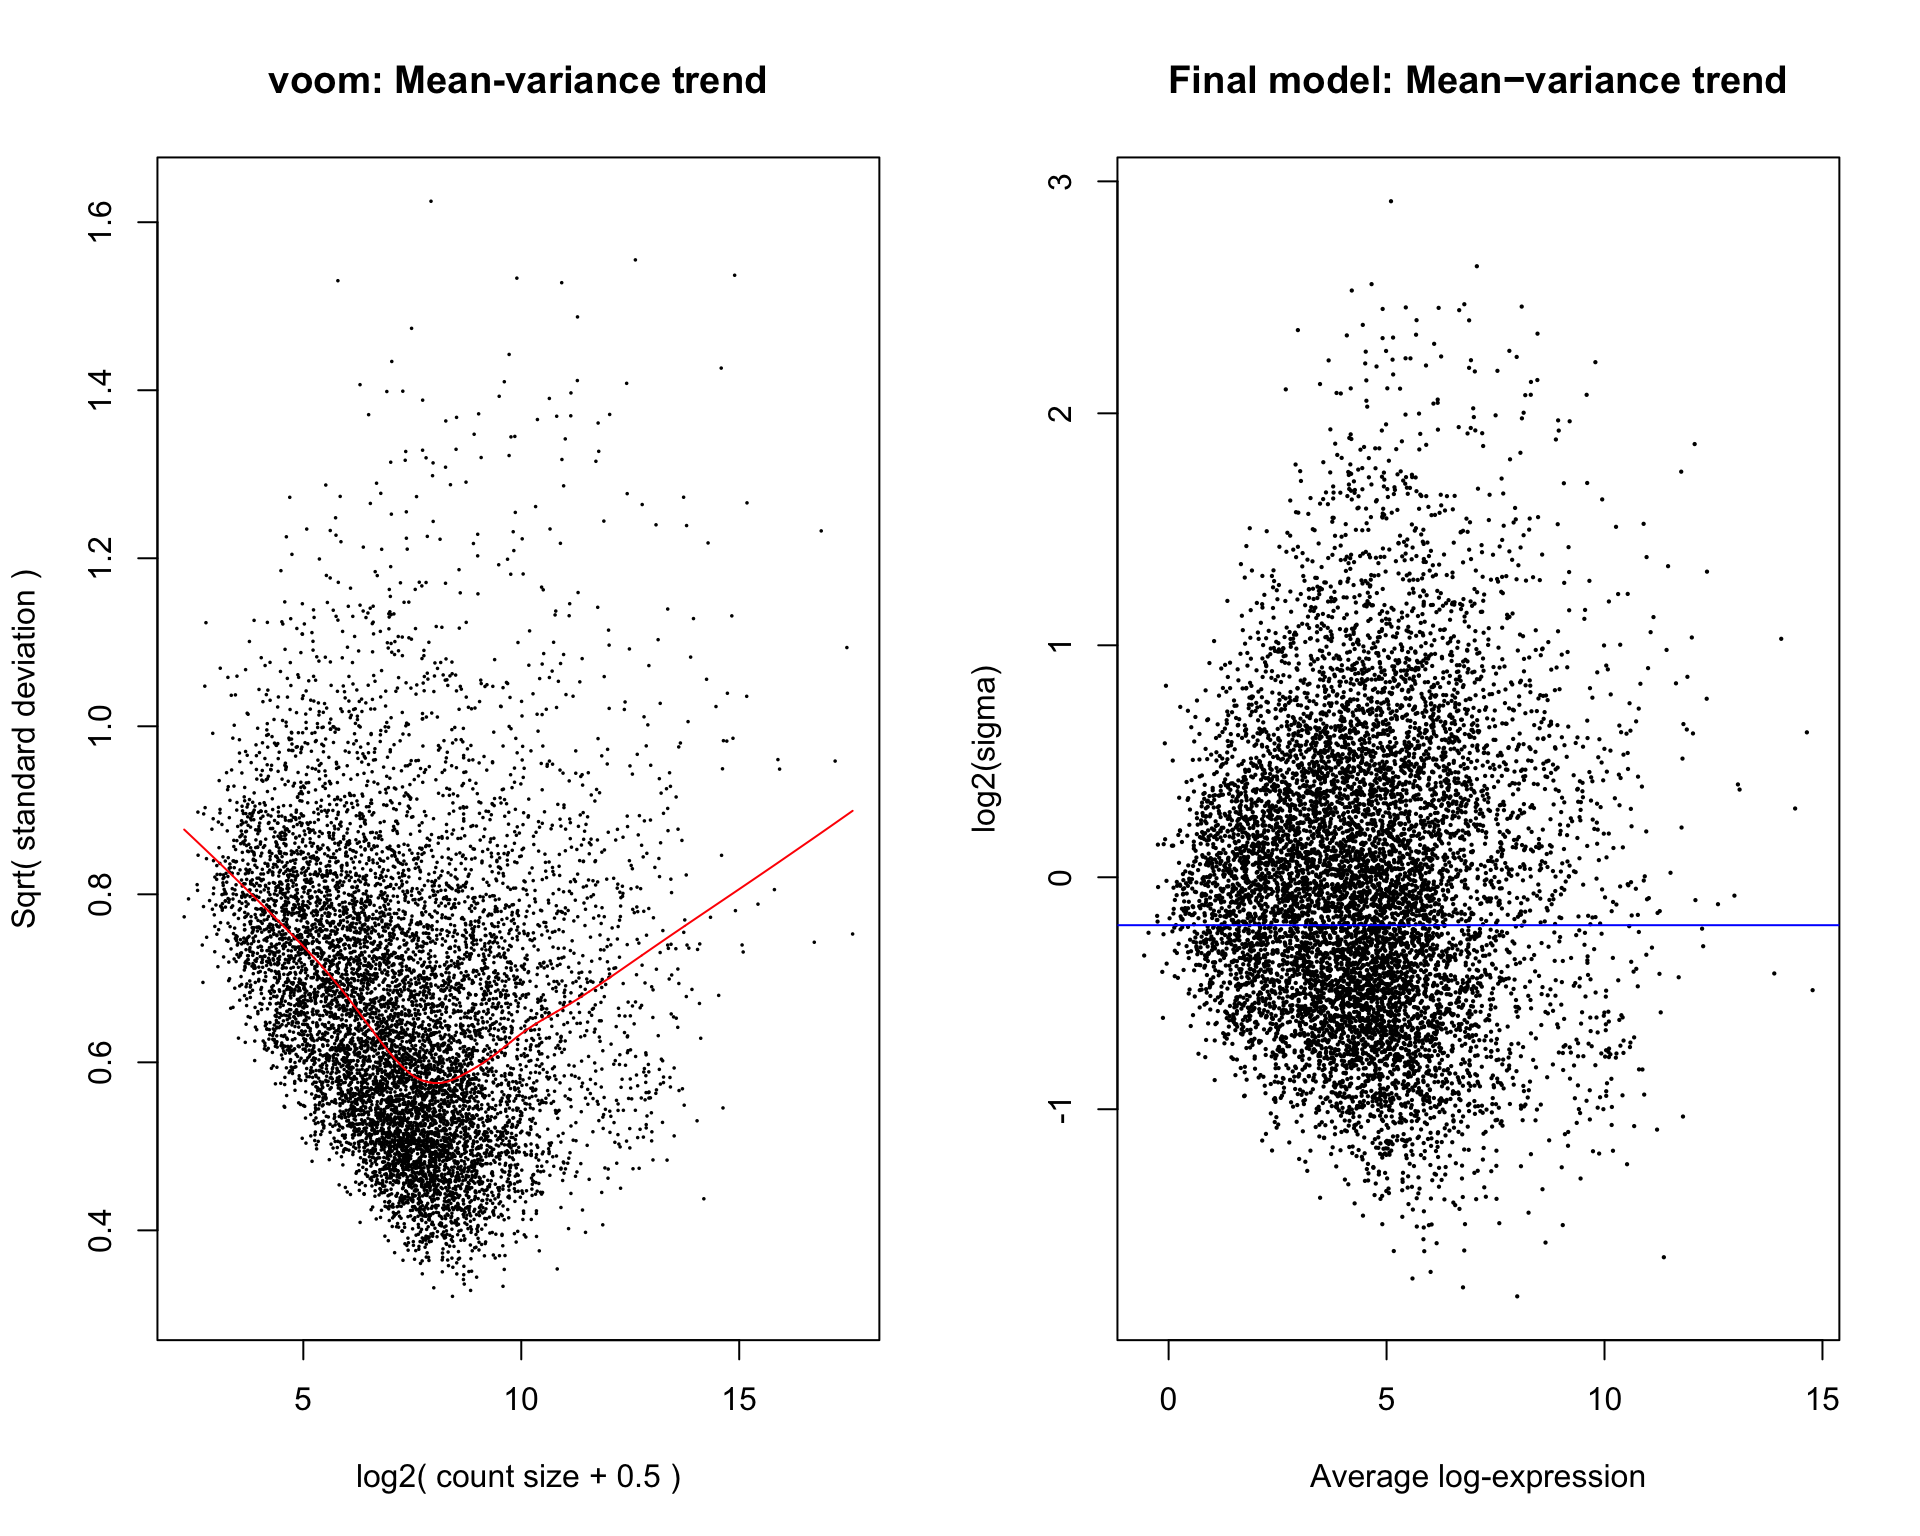 voom: Mean-variance trend
1.6
1.4
1.2
1.0
0.8
0.6
0.4
Sqrt( standard deviation )
5 10 15
log2( count size + 0.5 )
Final model: Mean−variance trend
3
2
1
0
-1
log2(sigma)
0 5 10 15
Average log-expression